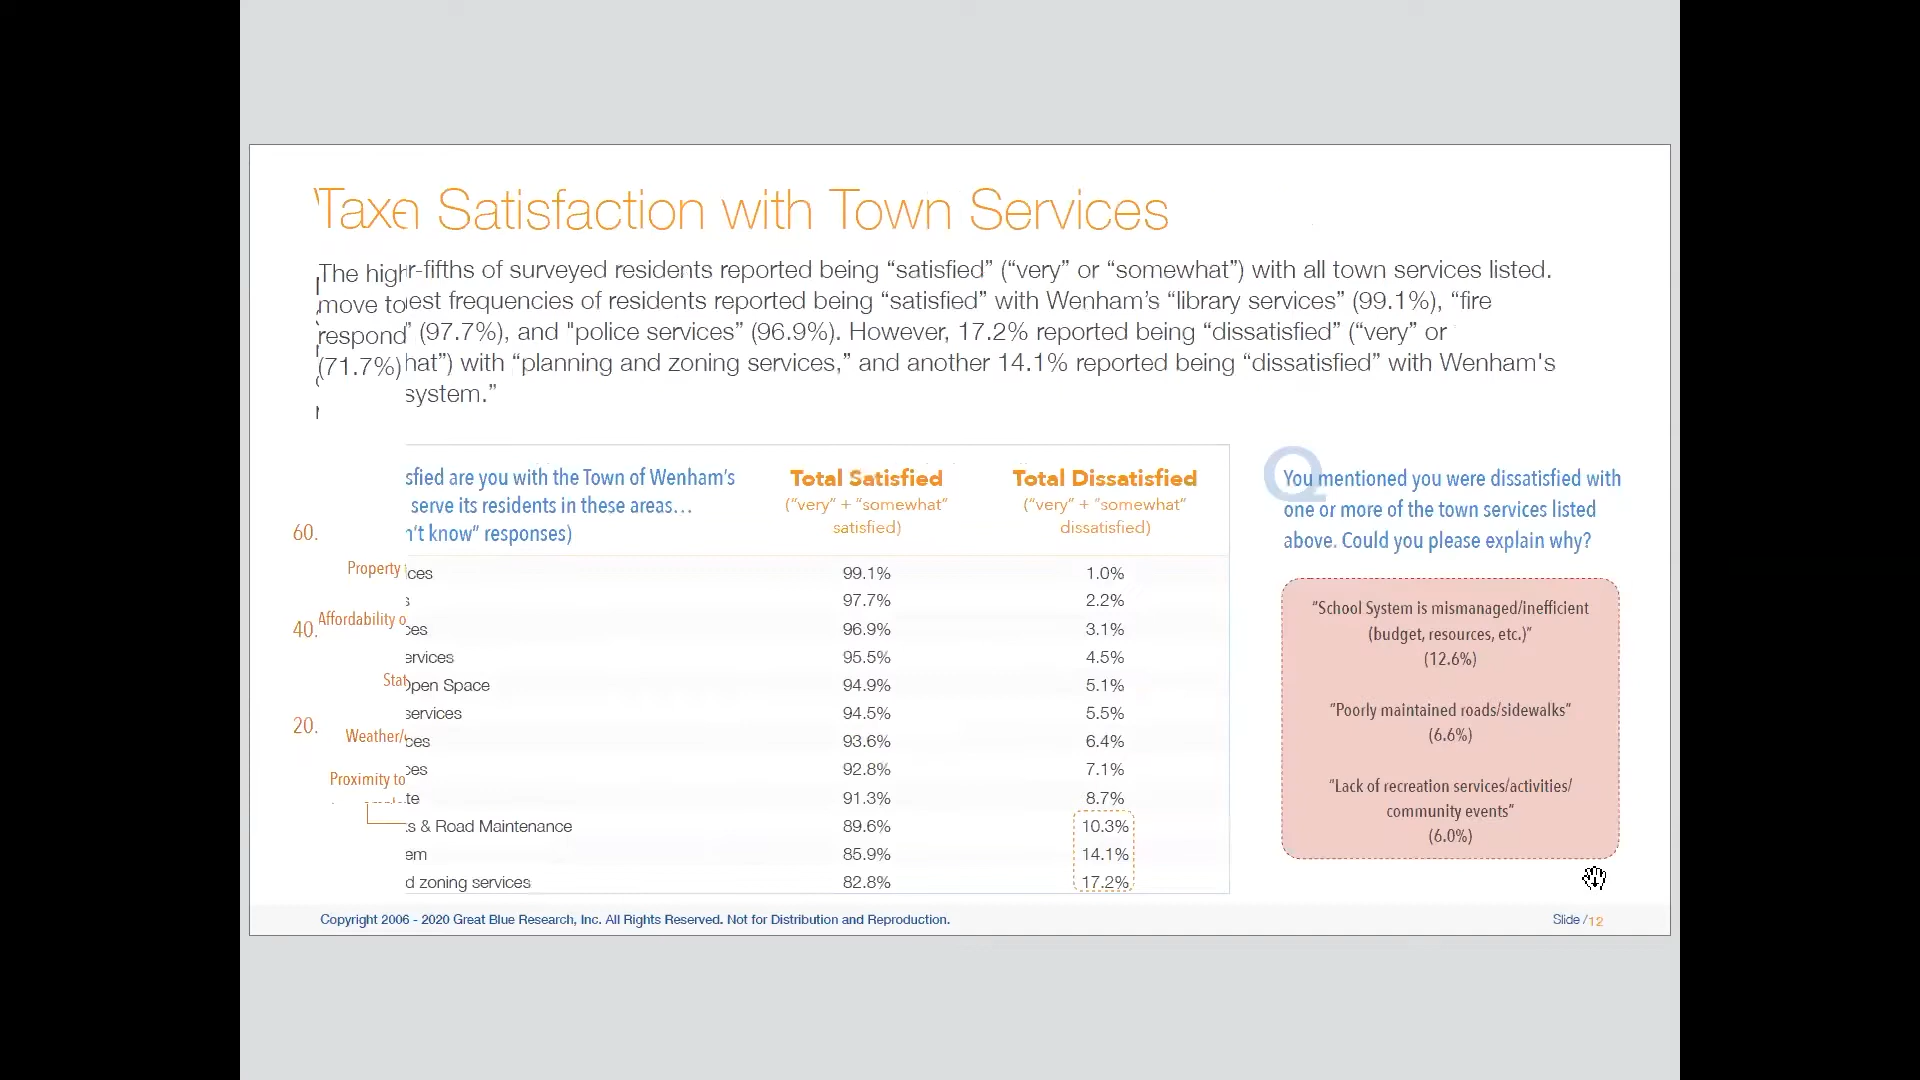 Taxe Satisfaction with Town Services
The high r-fifths of surveyed residents reported being “satisfied” (“very” or “somewhat”) with all town services listed.
move to est frequencies of residents reported being “satisfied” with Wenham’s “library services” (99.1%), “fire
respond ” (97.7%), and "police services” (96.9%). However, 17.2% reported being “dissatisfied” (“very” or
(71.7%) hat”) with “planning and zoning services,” and another 14.1% reported being “dissatisfied” with Wenham's
system.”
sfied are you with the Town of Wenham’s
serve its residents in these areas…
n’t know” responses)
Total Satisfied
(“very” + “somewhat”
satisfied)
Total Dissatisfied
(“very” + “somewhat”
dissatisfied)
60.
40.
20.
Property
Affordability o
Stat
Weather/
Proximity to
ices 99.1% 1.0%
s 97.7% 2.2%
ces 96.9% 3.1%
ervices 95.5% 4.5%
Open Space 94.9% 5.1%
services 94.5% 5.5%
ces 93.6% 6.4%
ces 92.8% 7.1%
te 91.3% 8.7%
s & Road Maintenance 89.6% 10.3%
em 85.9% 14.1%
d zoning services 82.8% 17.2%
Q
You mentioned you were dissatisfied with
one or more of the town services listed
above. Could you please explain why?
“School System is mismanaged/inefficient
(budget, resources, etc.)”
(12.6%)
“Poorly maintained roads/sidewalks”
(6.6%)
“Lack of recreation services/activities/
community events”
(6.0%)
Copyright 2006 - 2020 Great Blue Research, Inc. All Rights Reserved. Not for Distribution and Reproduction.
Slide / 12